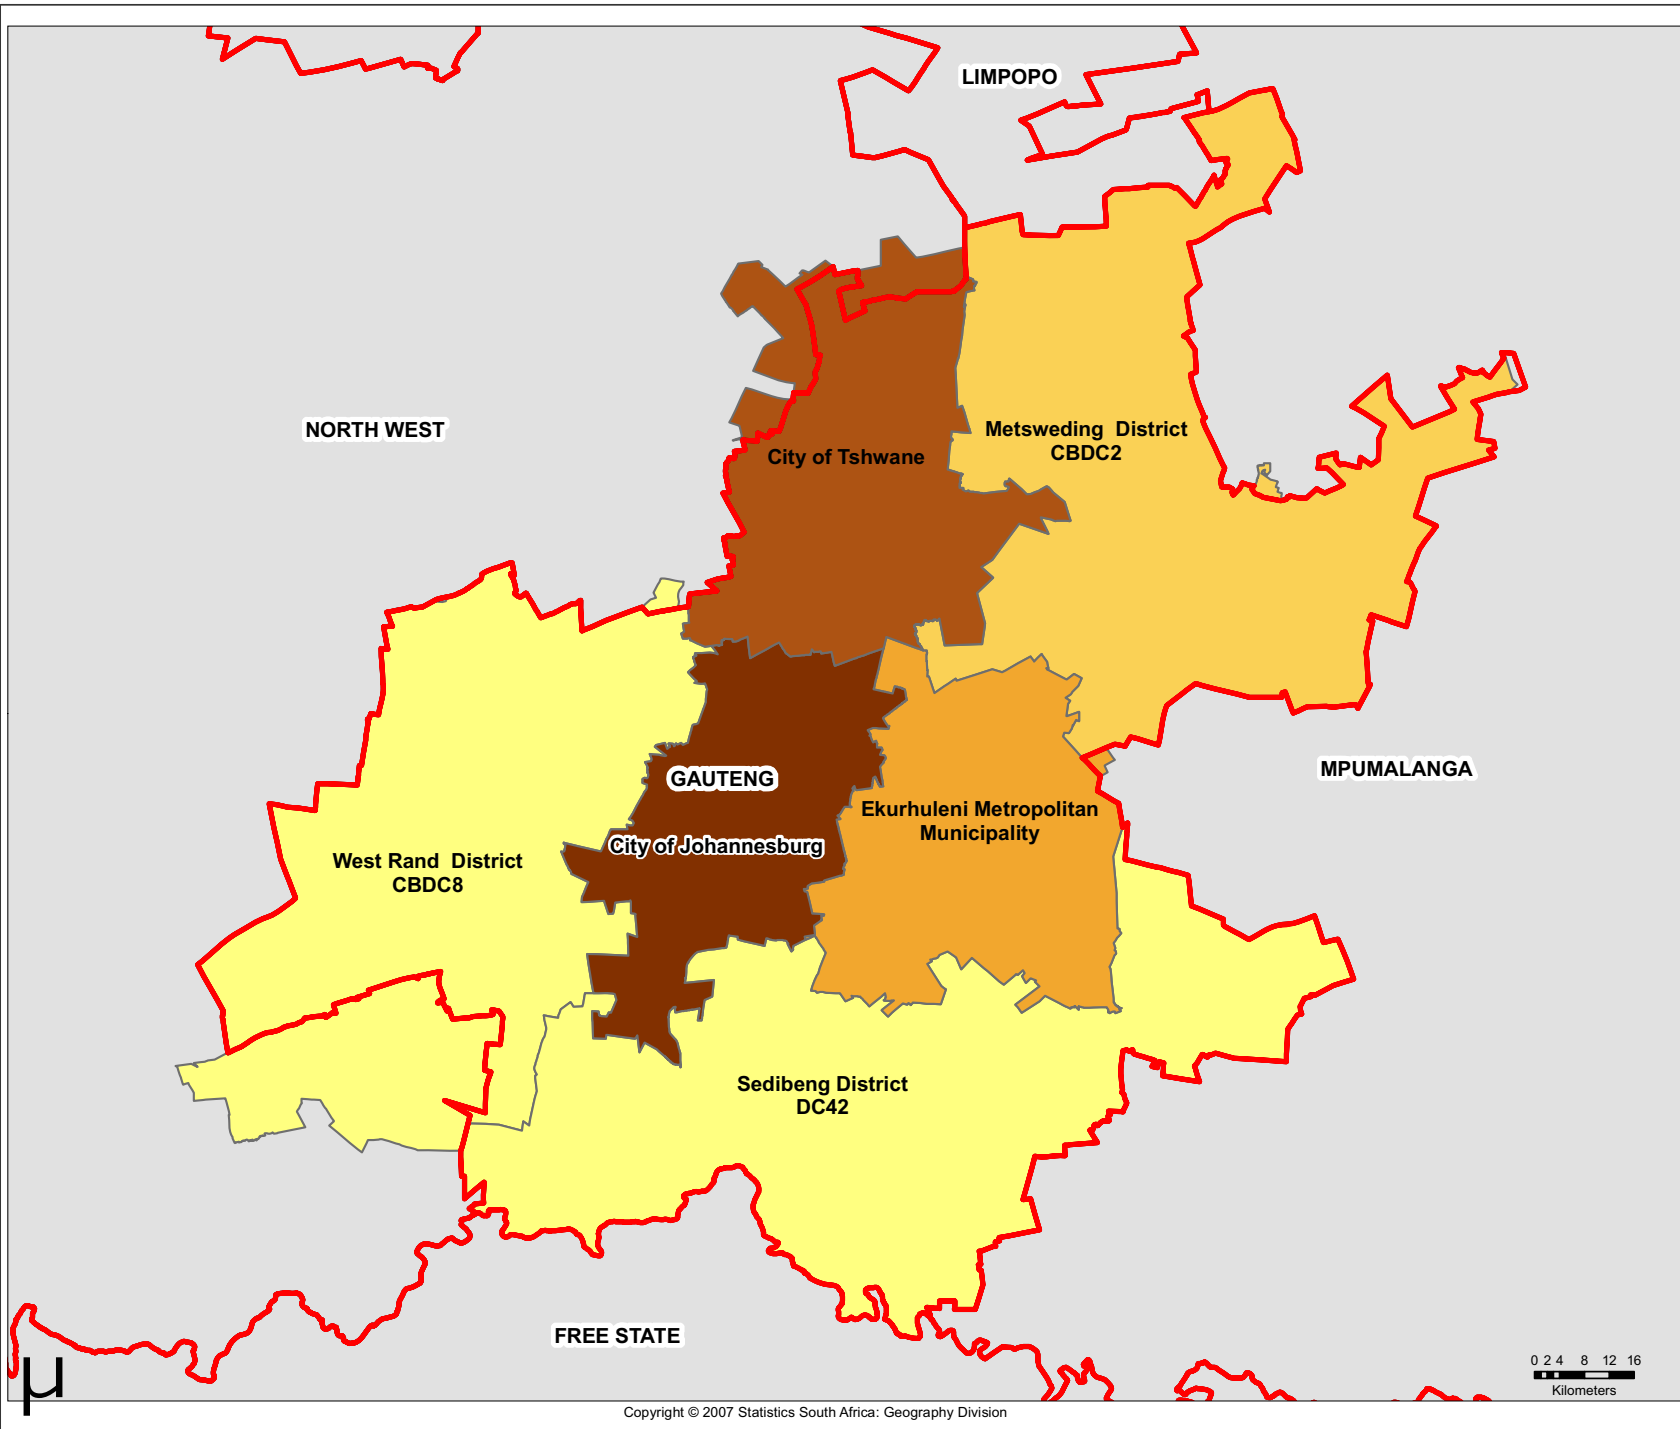 LIMPOPO
NORTH WEST
Metsweding District
CBDC2
City of Tshwane
GAUTENG
MPUMALANGA
Ekurhuleni Metropolitan
Municipality
City of Johannesburg
West Rand District
CBDC8
Sedibeng District
DC42
FREE STATE
0 2 4 8 12 16
Kilometers
µ
Copyright © 2007 Statistics South Africa: Geography Division